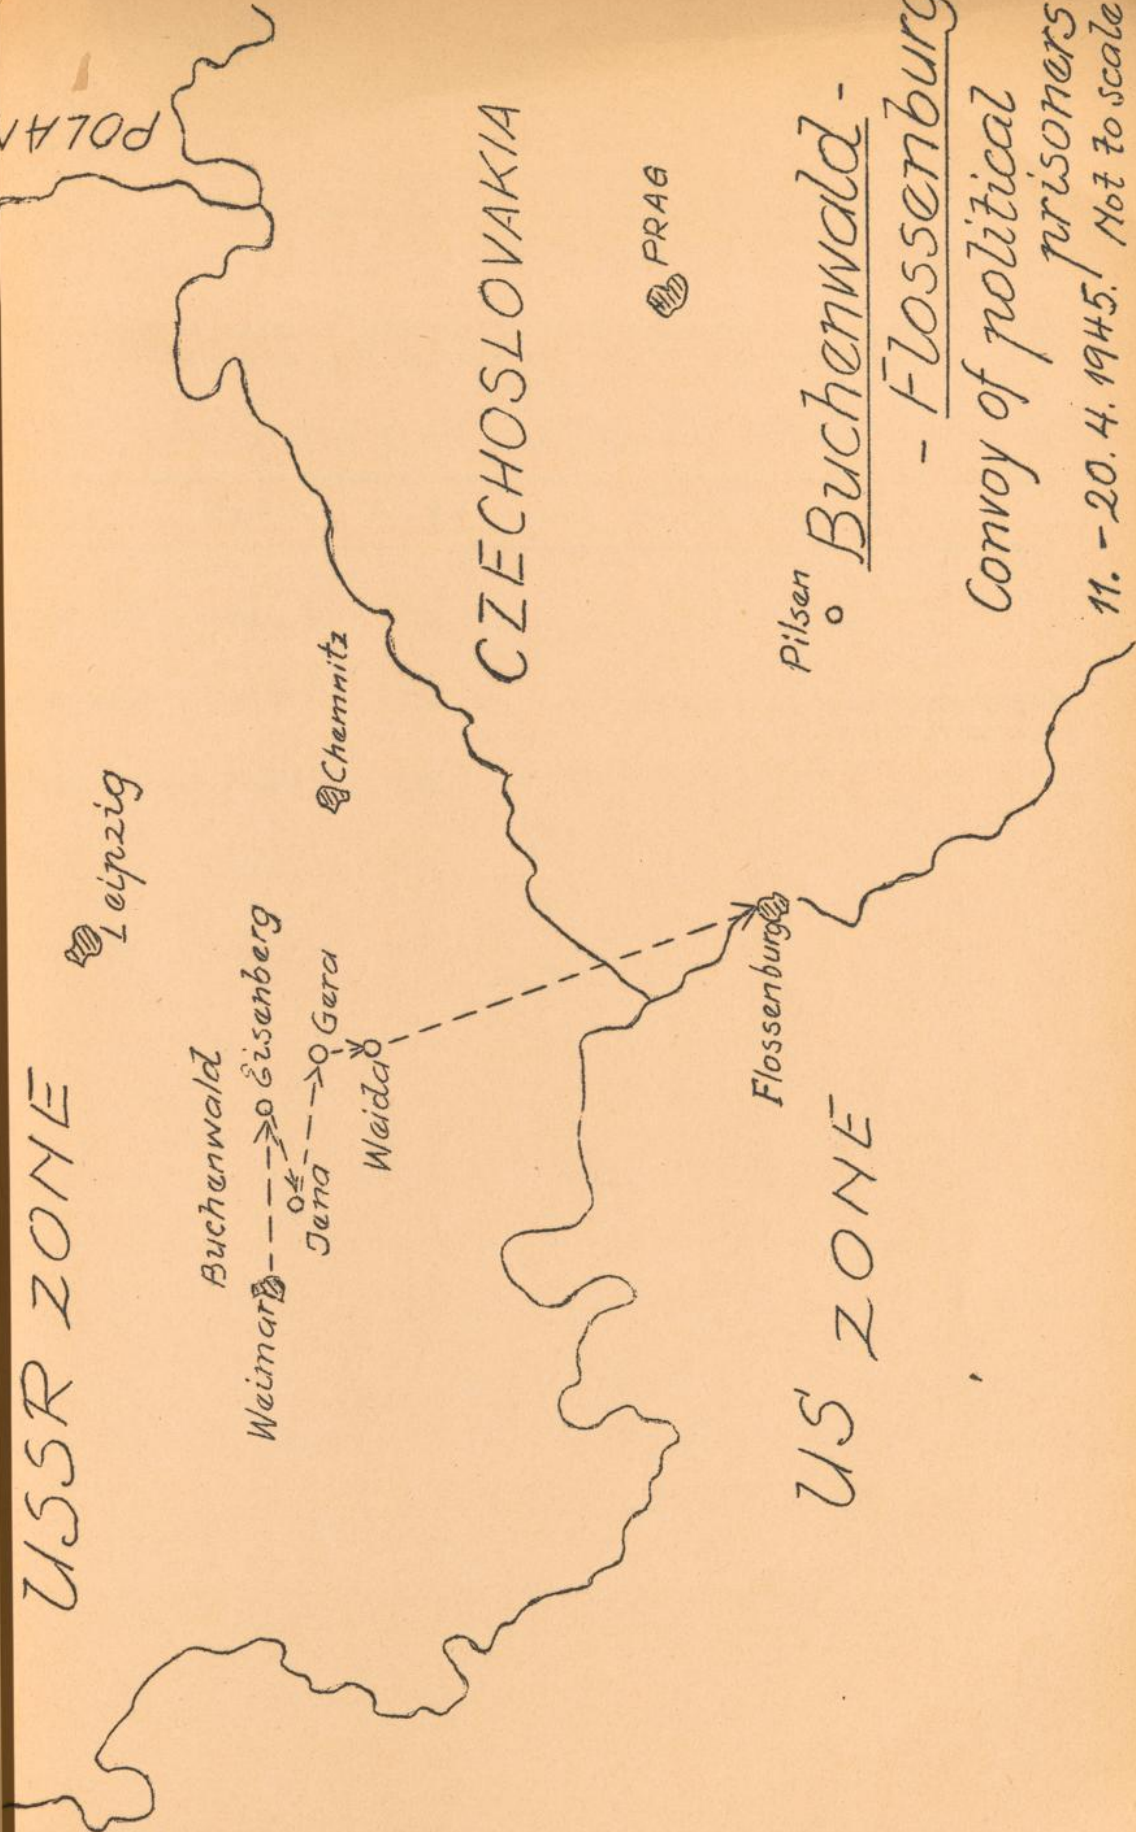 USSR ZONE
POLAN
Leipzig
Buchenwald
Weimar
Eisenberg
Jena
Gera
Weida
Chemnitz
CZECHOSLOVAKIA
PRAG
Pilsen
Flossenburg
US ZONE
Buchenwald -
- Flossenburg
Convoy of political
prisoners
11. - 20. 4. 1945.! Not to scale